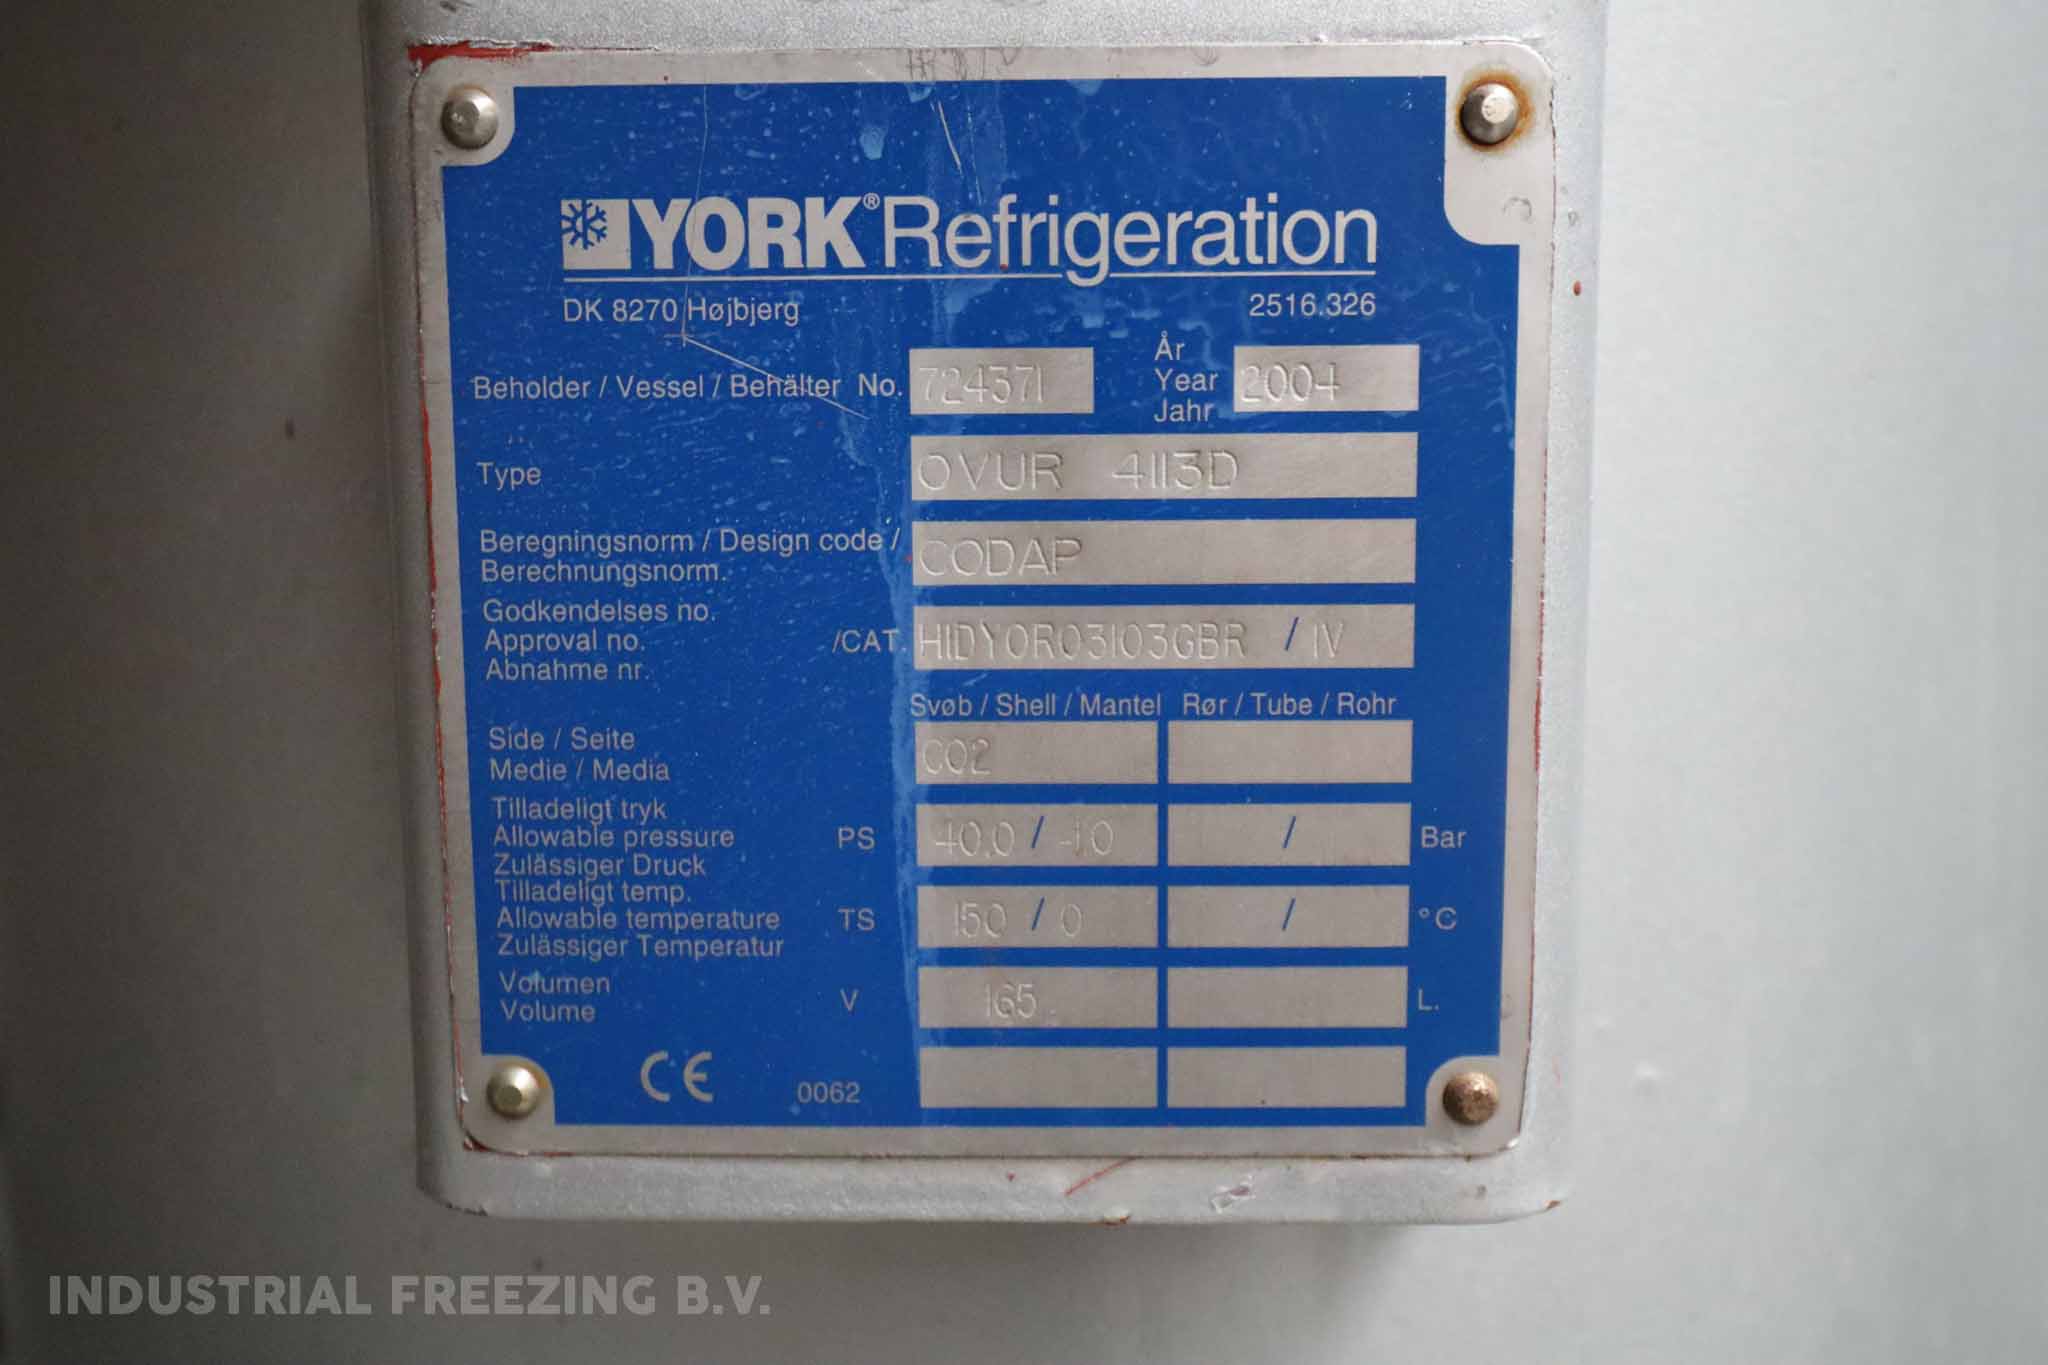 YORK® Refrigeration
DK 8270 Højbjerg 2516.326
Beholder / Vessel / Behälter No. 724371
År
Year 2004
Jahr
Type OVUR 4113D
Beregningsnorm / Design code / CODAP
Berechnungsnorm.
Godkendelses no.
Approval no. /CAT. HIDYOR03103GBR / IV
Abnahme nr.
Svøb / Shell / Mantel Rør / Tube / Rohr
Side / Seite
Medie / Media CO2
Tilladeligt tryk
Allowable pressure PS 40.0 / -1.0 / Bar
Zulässiger Druck
Tilladeligt temp.
Allowable temperature TS 150 / 0 / °C
Zulässiger Temperatur
Volumen
Volume V 165 L.
CE 0062
INDUSTRIAL FREEZING B.V.